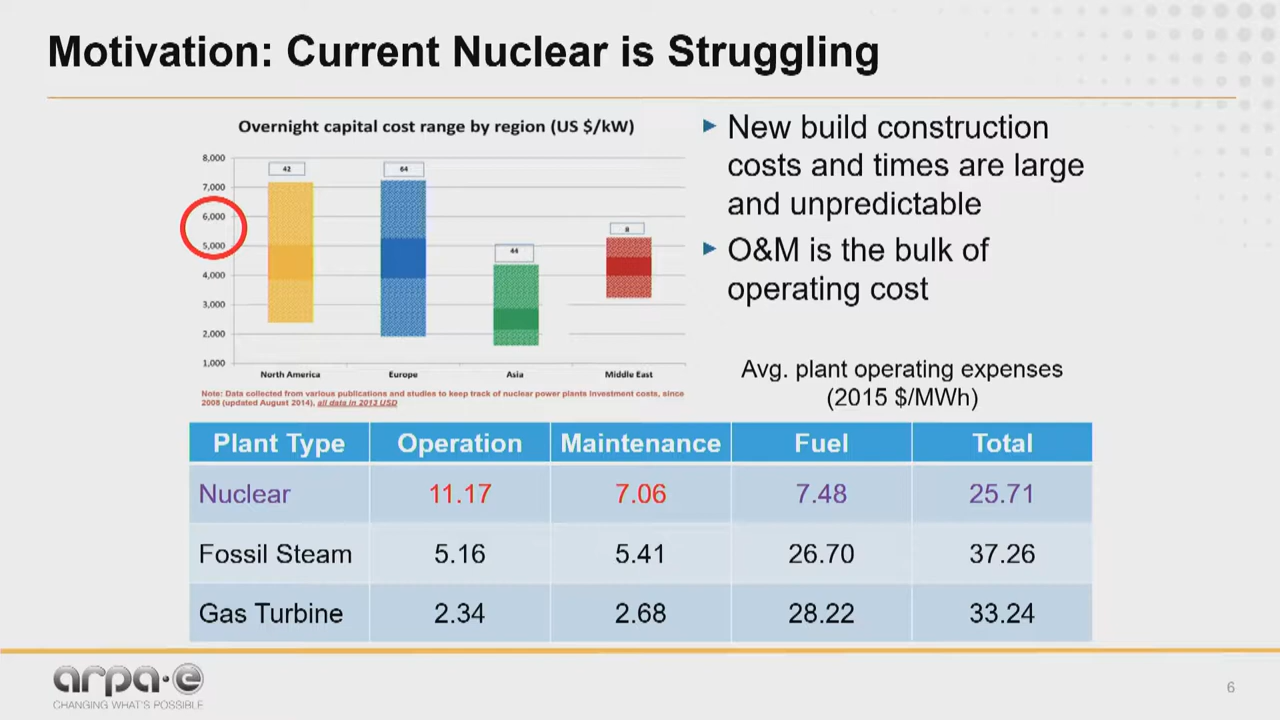 Motivation: Current Nuclear is Struggling
Overnight capital cost range by region (US $/kW)
8,000
7,000
6,000
5,000
4,000
3,000
2,000
1,000
42
64
44
8
North America
Europe
Asia
Middle East
Note: Data collected from various publications and studies to keep track of nuclear power plants investment costs, since
2008 (updated August 2014), all data in 2013 USD
New build construction
costs and times are large
and unpredictable
O&M is the bulk of
operating cost
Avg. plant operating expenses
(2015 $/MWh)
Plant Type Operation Maintenance Fuel Total
Nuclear 11.17 7.06 7.48 25.71
Fossil Steam 5.16 5.41 26.70 37.26
Gas Turbine 2.34 2.68 28.22 33.24
arpa·e
CHANGING WHAT'S POSSIBLE
6